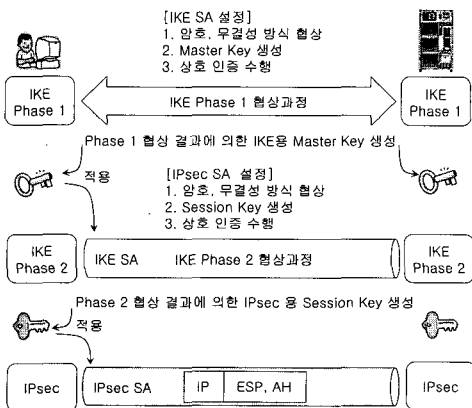 [IKE SA 설정]
1. 암호, 무결성 방식 협상
2. Master Key 생성
3. 상호 인증 수행
IKE
Phase 1
IKE Phase 1 협상과정
IKE
Phase 1
Phase 1 협상 결과에 의한 IKE용 Master Key 생성
적용
[IPsec SA 설정]
1. 암호, 무결성 방식 협상
2. Session Key 생성
3. 상호 인증 수행
IKE
Phase 2
IKE SA
IKE Phase 2 협상과정
IKE
Phase 2
Phase 2 협상 결과에 의한 IPsec 용 Session Key 생성
적용
IPsec
IPsec SA
IP
ESP, AH
IPsec